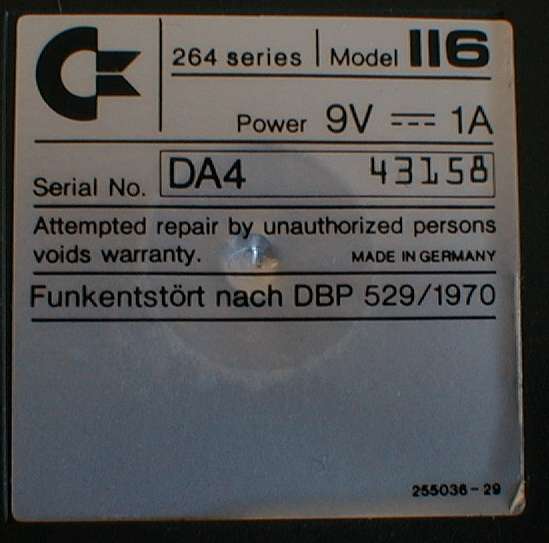 264 series | Model 116
Power 9V ⎓ 1A
Serial No. DA4 43158
Attempted repair by unauthorized persons
voids warranty. MADE IN GERMANY
Funkentstört nach DBP 529/1970
255036-29